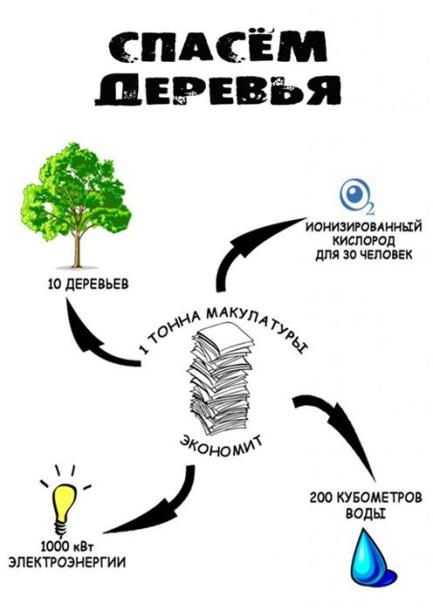 СПАСЁМ
ДЕРЕВЬЯ
O2
ИОНИЗИРОВАННЫЙ
КИСЛОРОД
ДЛЯ 30 ЧЕЛОВЕК
10 ДЕРЕВЬЕВ
1 ТОННА МАКУЛАТУРЫ
ЭКОНОМИТ
200 КУБОМЕТРОВ
ВОДЫ
1000 кВт
ЭЛЕКТРОЭНЕРГИИ